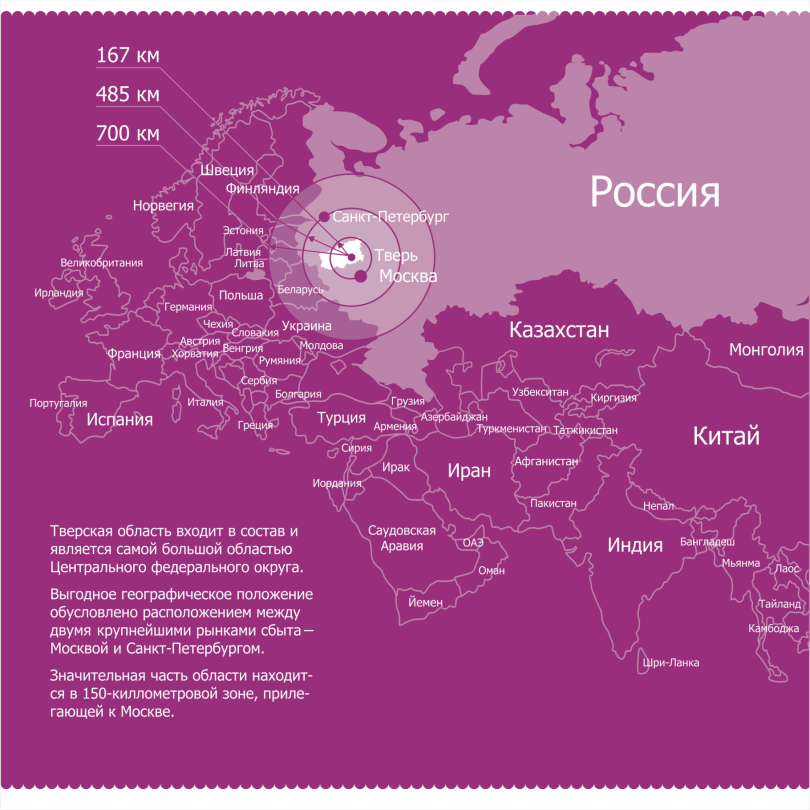 167 км
485 км
700 км
Россия
Швеция
Финляндия
Норвегия
Санкт-Петербург
Эстония
Латвия
Литва
Тверь
Москва
Великобритания
Ирландия
Беларусь
Польша
Германия
Чехия
Словакия
Украина
Австрия
Хорватия
Венгрия
Молдова
Франция
Румыния
Казахстан
Монголия
Сербия
Болгария
Португалия
Испания
Италия
Греция
Турция
Грузия
Армения
Азербайджан
Узбекситан
Киргизия
Туркменистан
Татжикистан
Китай
Сирия
Ирак
Иран
Афганистан
Иордания
Пакистан
Непал
Саудовская
Аравия
ОАЭ
Оман
Йемен
Индия
Бангладеш
Мьянма
Лаос
Тайланд
Камбоджа
Шри-Ланка
Тверская область входит в состав и
является самой большой областью
Центрального федерального округа.
Выгодное географическое положение
обусловлено расположением между
двумя крупнейшими рынками сбыта —
Москвой и Санкт-Петербургом.
Значительная часть области находит-
ся в 150-киллометровой зоне, приле-
гающей к Москве.